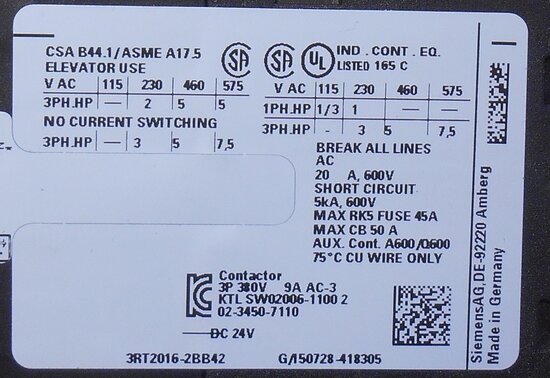 CSA B44.1/ASME A17.5
ELEVATOR USE
V AC | 115 | 230 | 460 | 575
3PH.HP | — | 2 | 5 | 5
NO CURRENT SWITCHING
3PH.HP | — | 3 | 5 | 7,5
SA SA UL IND. CONT. EQ.
LISTED 165 C
V AC | 115 | 230 | 460 | 575
1PH.HP | 1/3 | 1 | — | —
3PH.HP | - | 3 | 5 | 7,5
BREAK ALL LINES
AC
20 A, 600V
SHORT CIRCUIT
5kA, 600V
MAX RK5 FUSE 45A
MAX CB 50 A
AUX. Cont. A600/Q600
75°C CU WIRE ONLY
Contactor
3P 380V 9A AC-3
KTL SW02006-1100 2
02-3450-7110
DC 24V
3RT2016-2BB42 G/150728-418305
SiemensAG,DE-92220 Amberg
Made in Germany